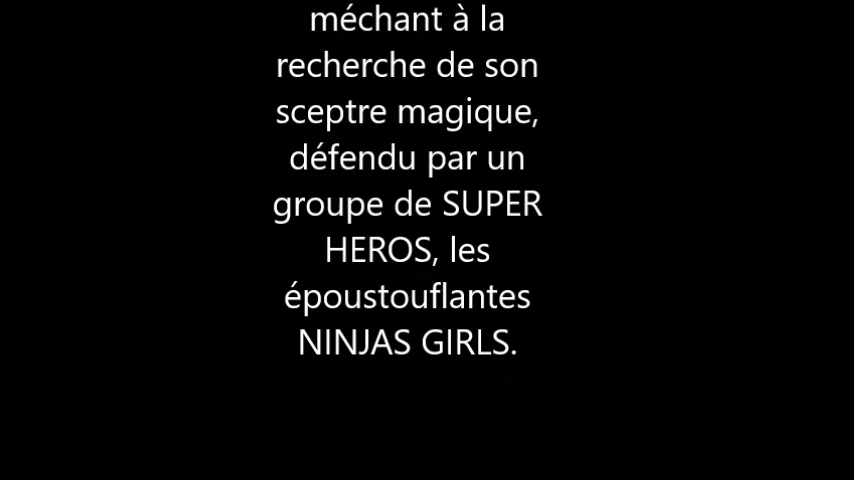 méchant à la
recherche de son
sceptre magique,
défendu par un
groupe de SUPER
HEROS, les
époustouflantes
NINJAS GIRLS.